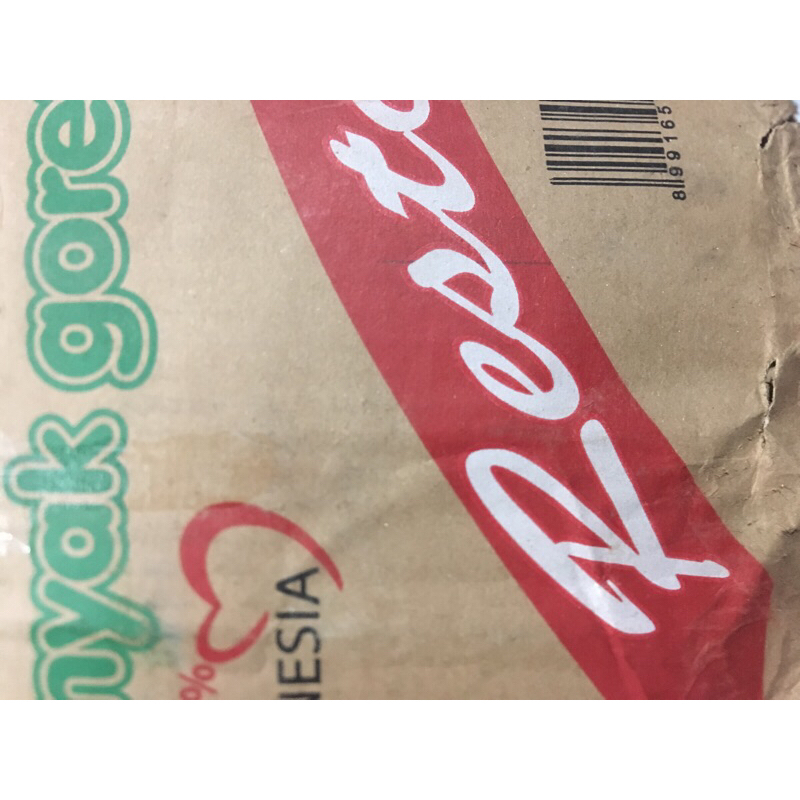 nyak gore
%
NESIA
Rest
899165